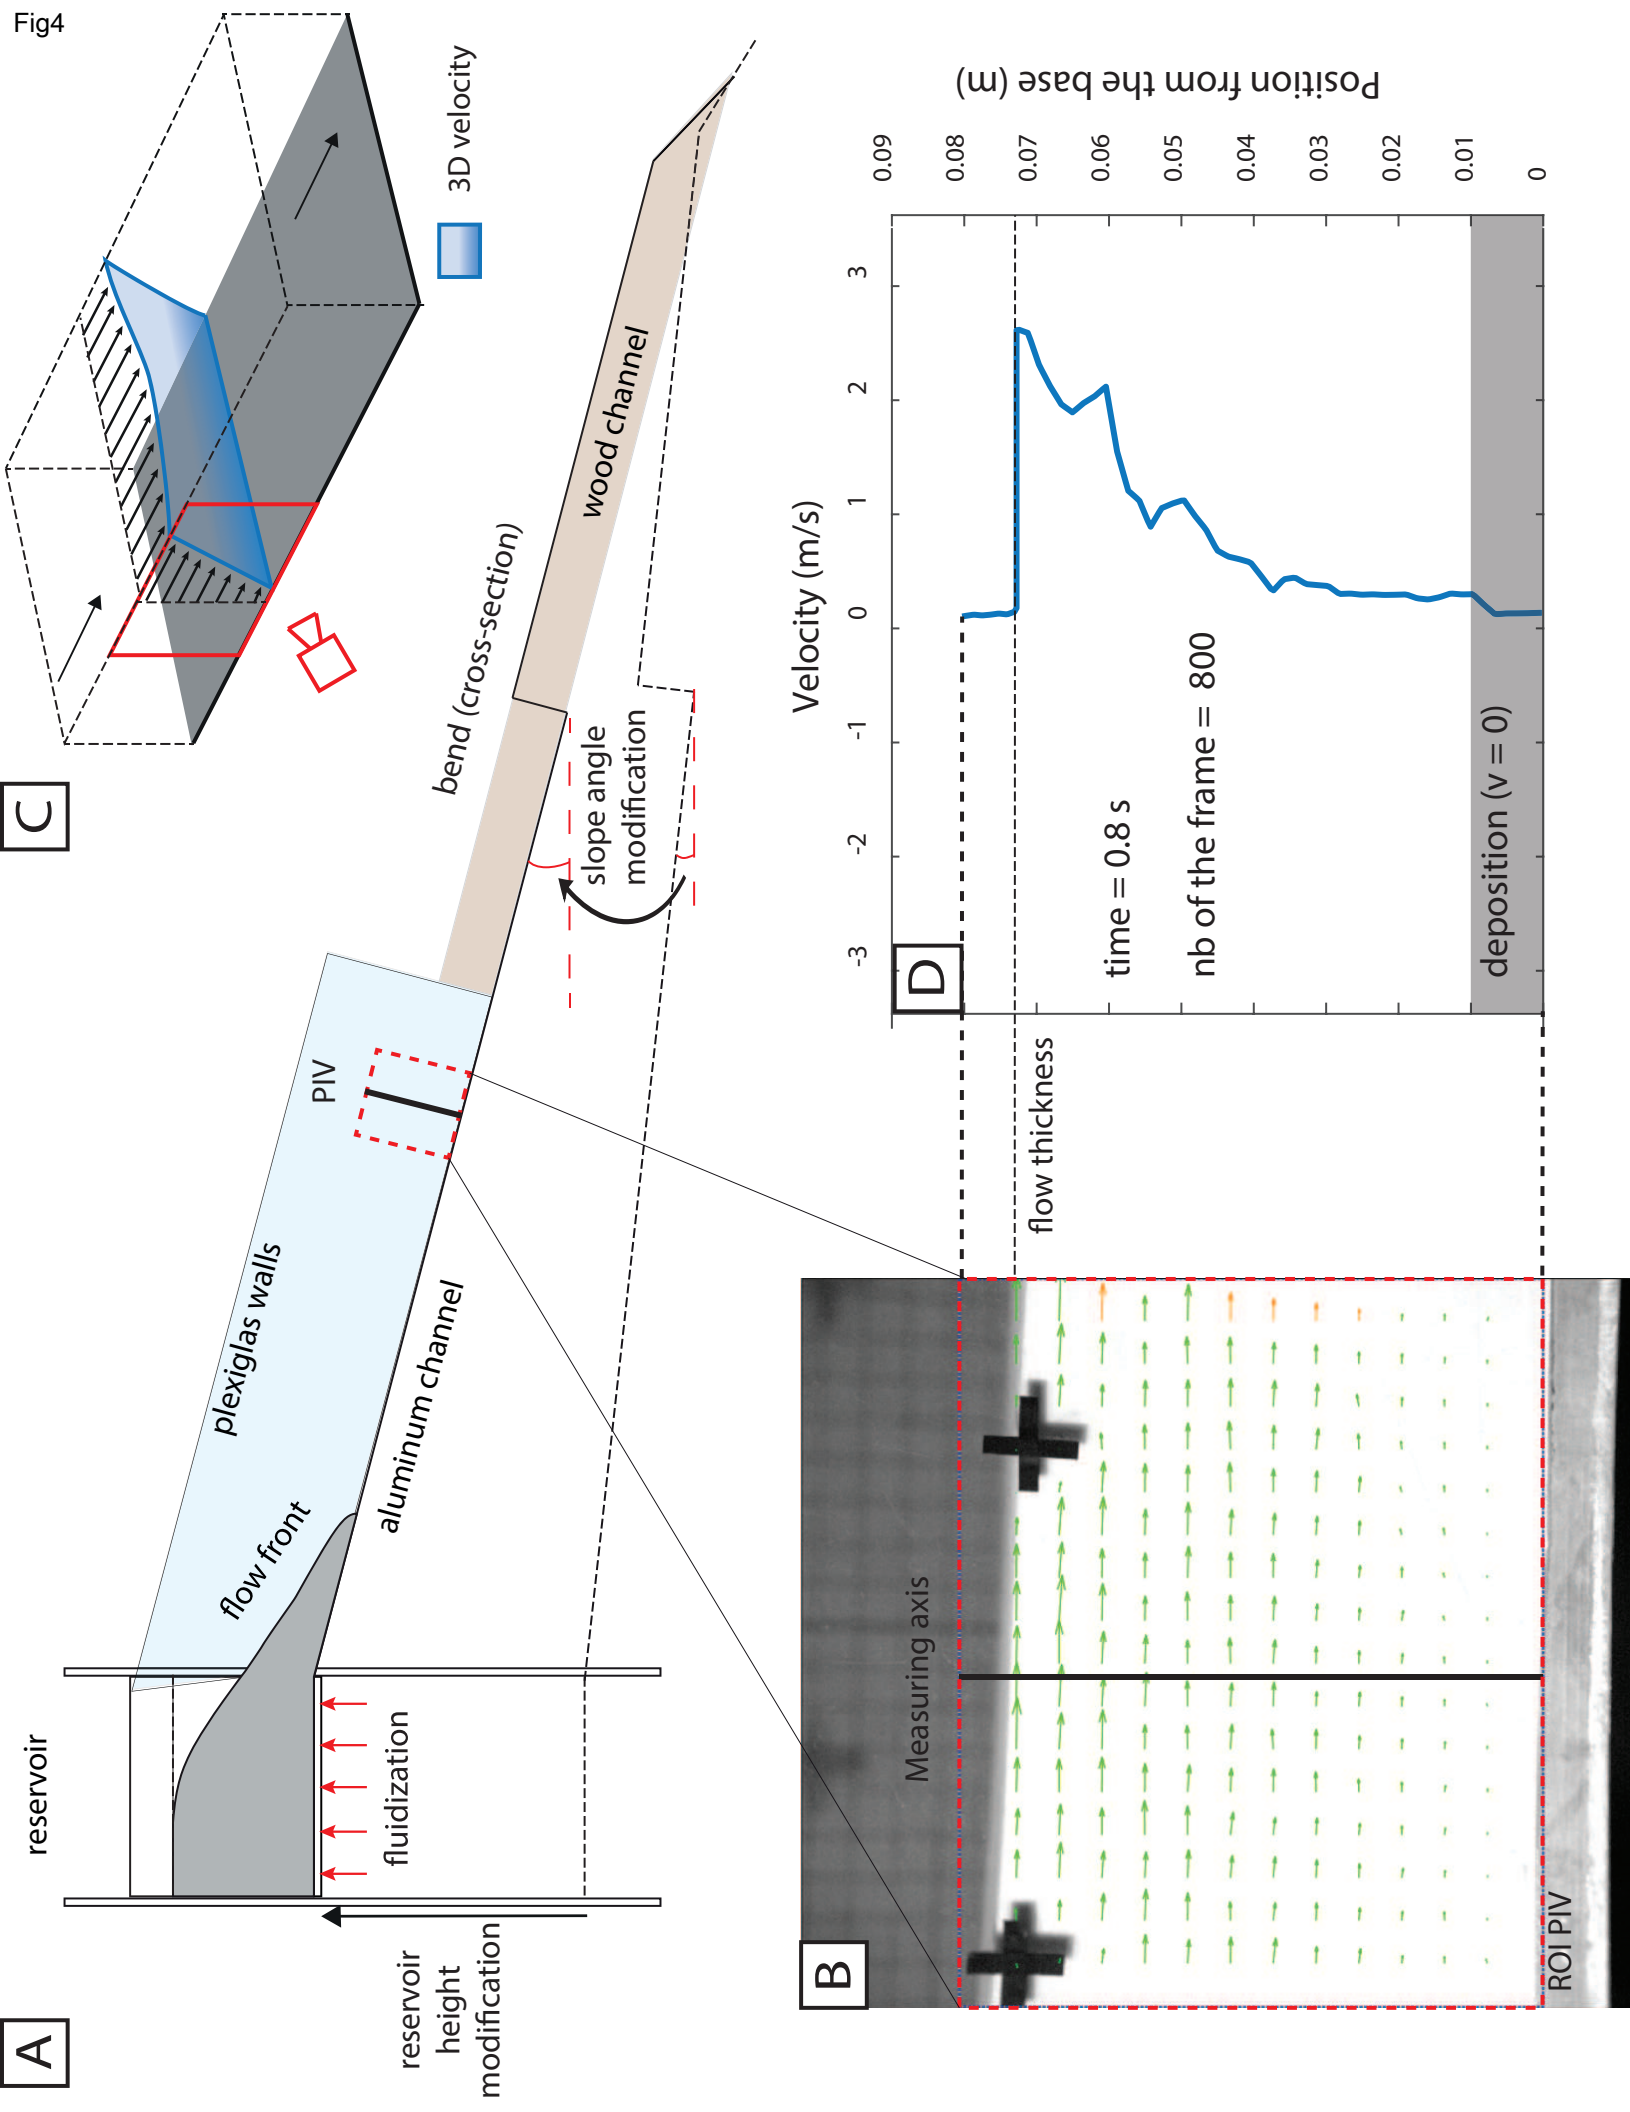 Fig4
A
reservoir
reservoir
height
modification
fluidization
flow front
plexiglas walls
aluminum channel
PIV
bend (cross-section)
slope angle
modification
wood channel
C
3D velocity
B
Measuring axis
ROI PIV
flow thickness
D
Velocity (m/s)
-3
-2
-1
0
1
2
3
time = 0.8 s
nb of the frame = 800
deposition (v = 0)
0.09
0.08
0.07
0.06
0.05
0.04
0.03
0.02
0.01
0
Position from the base (m)